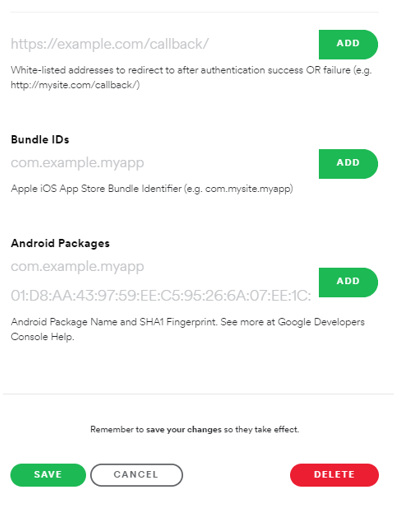 https://example.com/callback/
ADD
White-listed addresses to redirect to after authentication success OR failure (e.g.
http://mysite.com/callback/)
Bundle IDs
com.example.myapp
ADD
Apple iOS App Store Bundle Identifier (e.g. com.mysite.myapp)
Android Packages
com.example.myapp
ADD
01:D8:AA:43:97:59:EE:C5:95:26:6A:07:EE:1C:
Android Package Name and SHA1 Fingerprint. See more at Google Developers
Console Help.
Remember to save your changes so they take effect.
SAVE
CANCEL
DELETE